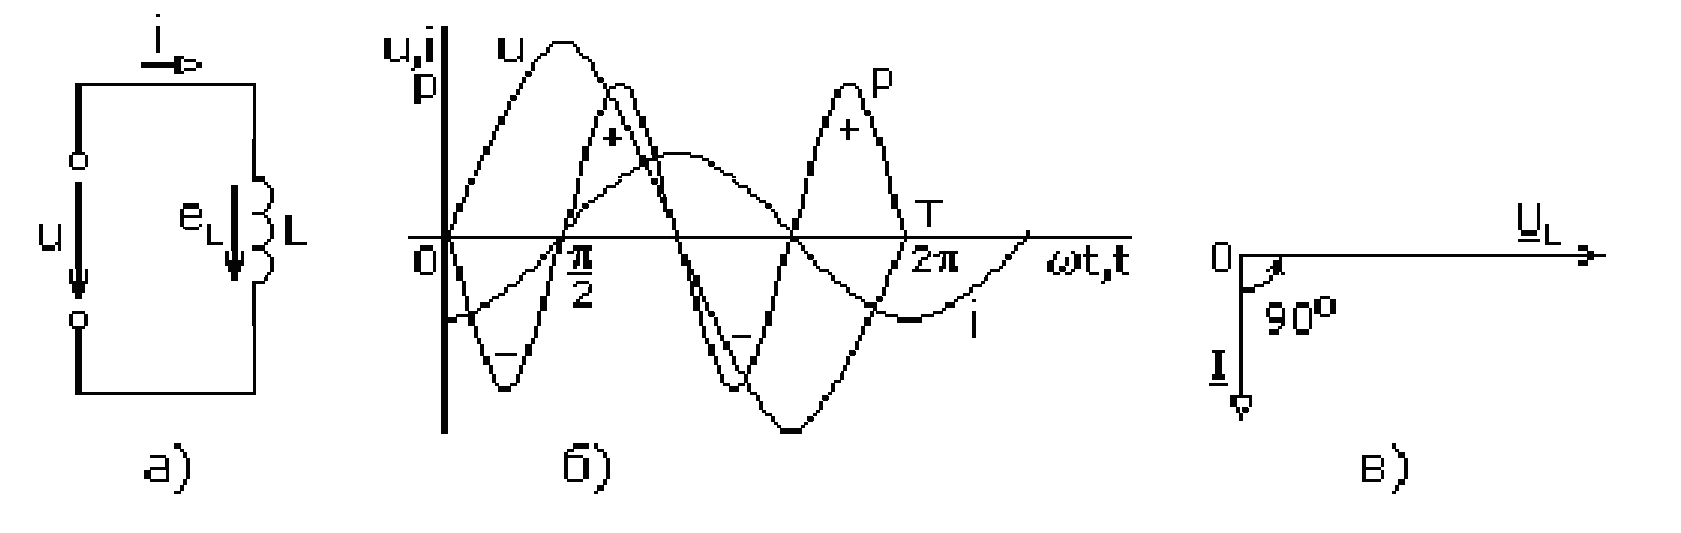 i
u
e_L
L
а)
u,i
p
u
+
p
+
0
π/2
−
−
T
2π
ωt,t
i
б)
0
U_L
90°
I
в)